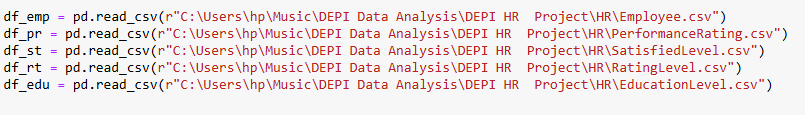 df_emp = pd.read_csv(r"C:\Users\hp\Music\DEPI Data Analysis\DEPI HR  Project\HR\Employee.csv")
df_pr = pd.read_csv(r"C:\Users\hp\Music\DEPI Data Analysis\DEPI HR  Project\HR\PerformanceRating.csv")
df_st = pd.read_csv(r"C:\Users\hp\Music\DEPI Data Analysis\DEPI HR  Project\HR\SatisfiedLevel.csv")
df_rt = pd.read_csv(r"C:\Users\hp\Music\DEPI Data Analysis\DEPI HR  Project\HR\RatingLevel.csv")
df_edu = pd.read_csv(r"C:\Users\hp\Music\DEPI Data Analysis\DEPI HR  Project\HR\EducationLevel.csv")